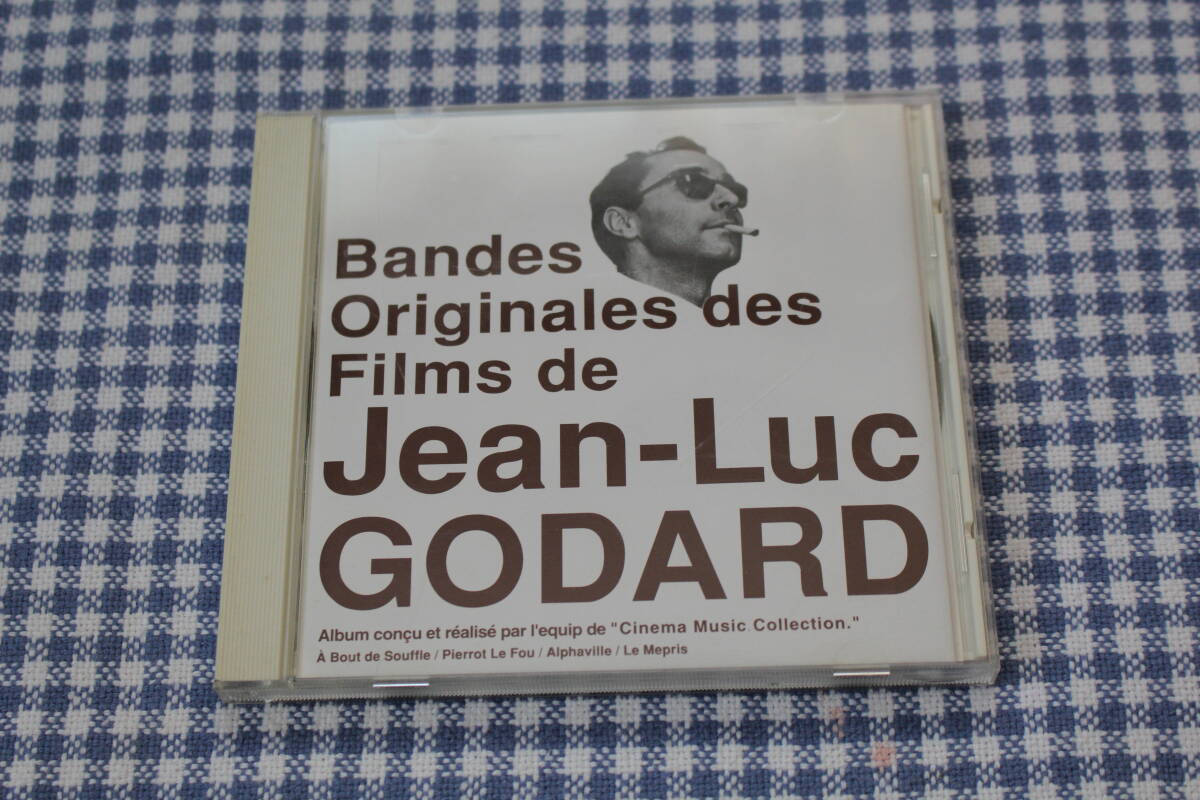 Bandes
Originales des
Films de
Jean-Luc
GODARD
Album conçu et réalisé par l'equip de "Cinema Music Collection."
À Bout de Souffle / Pierrot Le Fou / Alphaville / Le Mepris